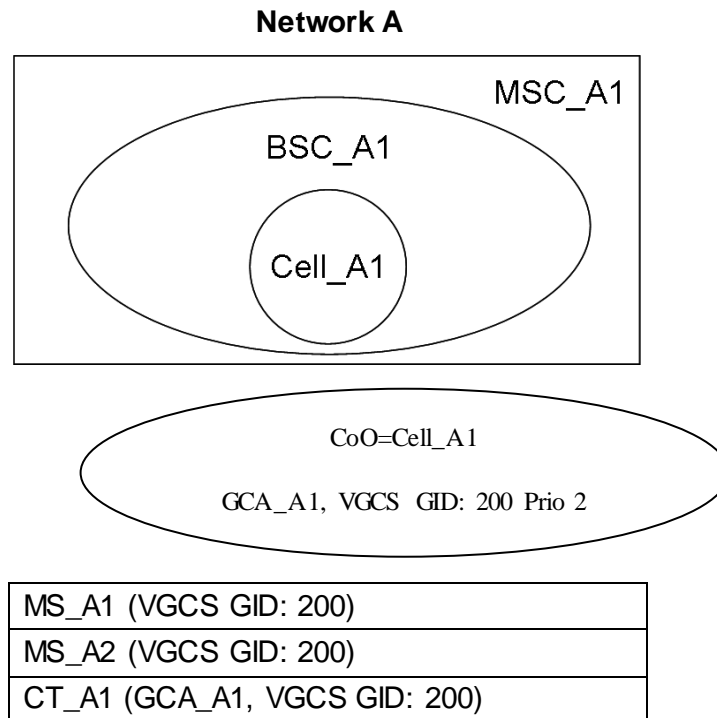 Network A
MSC_A1
BSC_A1
Cell_A1
CoO=Cell_A1
GCA_A1, VGCS GID: 200 Prio 2
MS_A1 (VGCS GID: 200)
MS_A2 (VGCS GID: 200)
CT_A1 (GCA_A1, VGCS GID: 200)